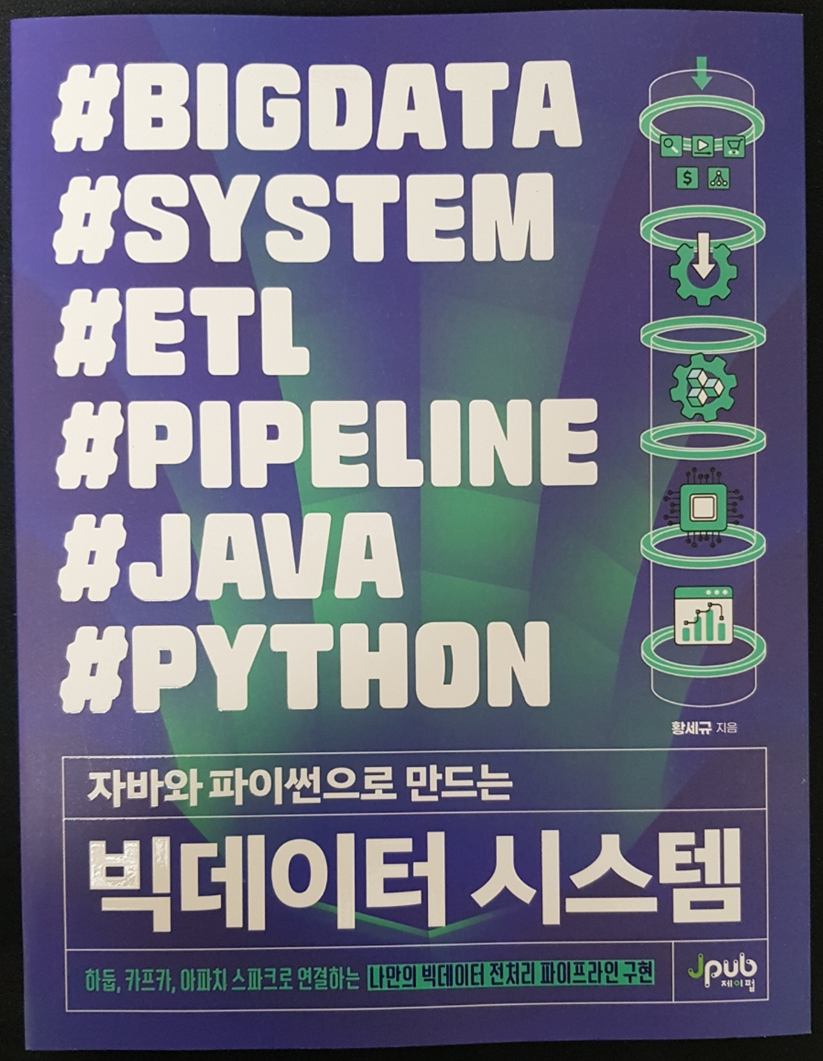 #BIGDATA
#SYSTEM
#ETL
#PIPELINE
#JAVA
#PYTHON
$
황세규 지음
자바와 파이썬으로 만드는
빅데이터 시스템
하둡, 카프카, 아파치 스파크로 연결하는 나만의 빅데이터 전처리 파이프라인 구현
Jpub
제이펍